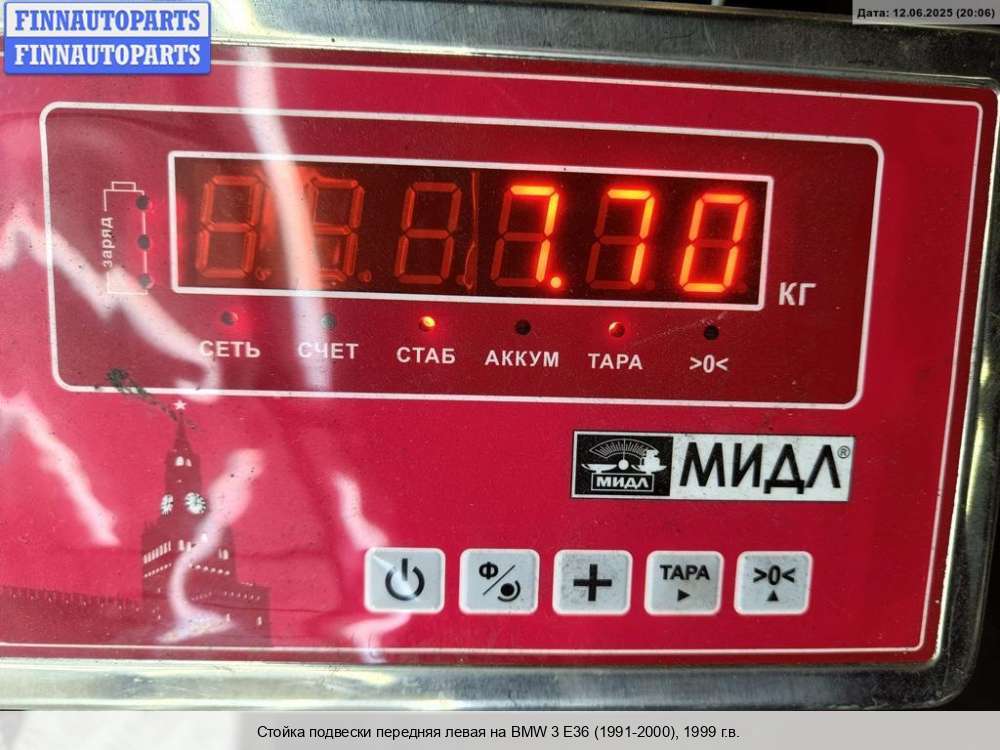 FINNAUTOPARTS
FINNAUTOPARTS
Дата: 12.06.2025 (20:06)
заряд
7.70
КГ
СЕТЬ СЧЕТ СТАБ АККУМ ТАРА >0<
МИДЛ МИДЛ®
Ф ТАРА >0<
Стойка подвески передняя левая на BMW 3 E36 (1991-2000), 1999 г.в.